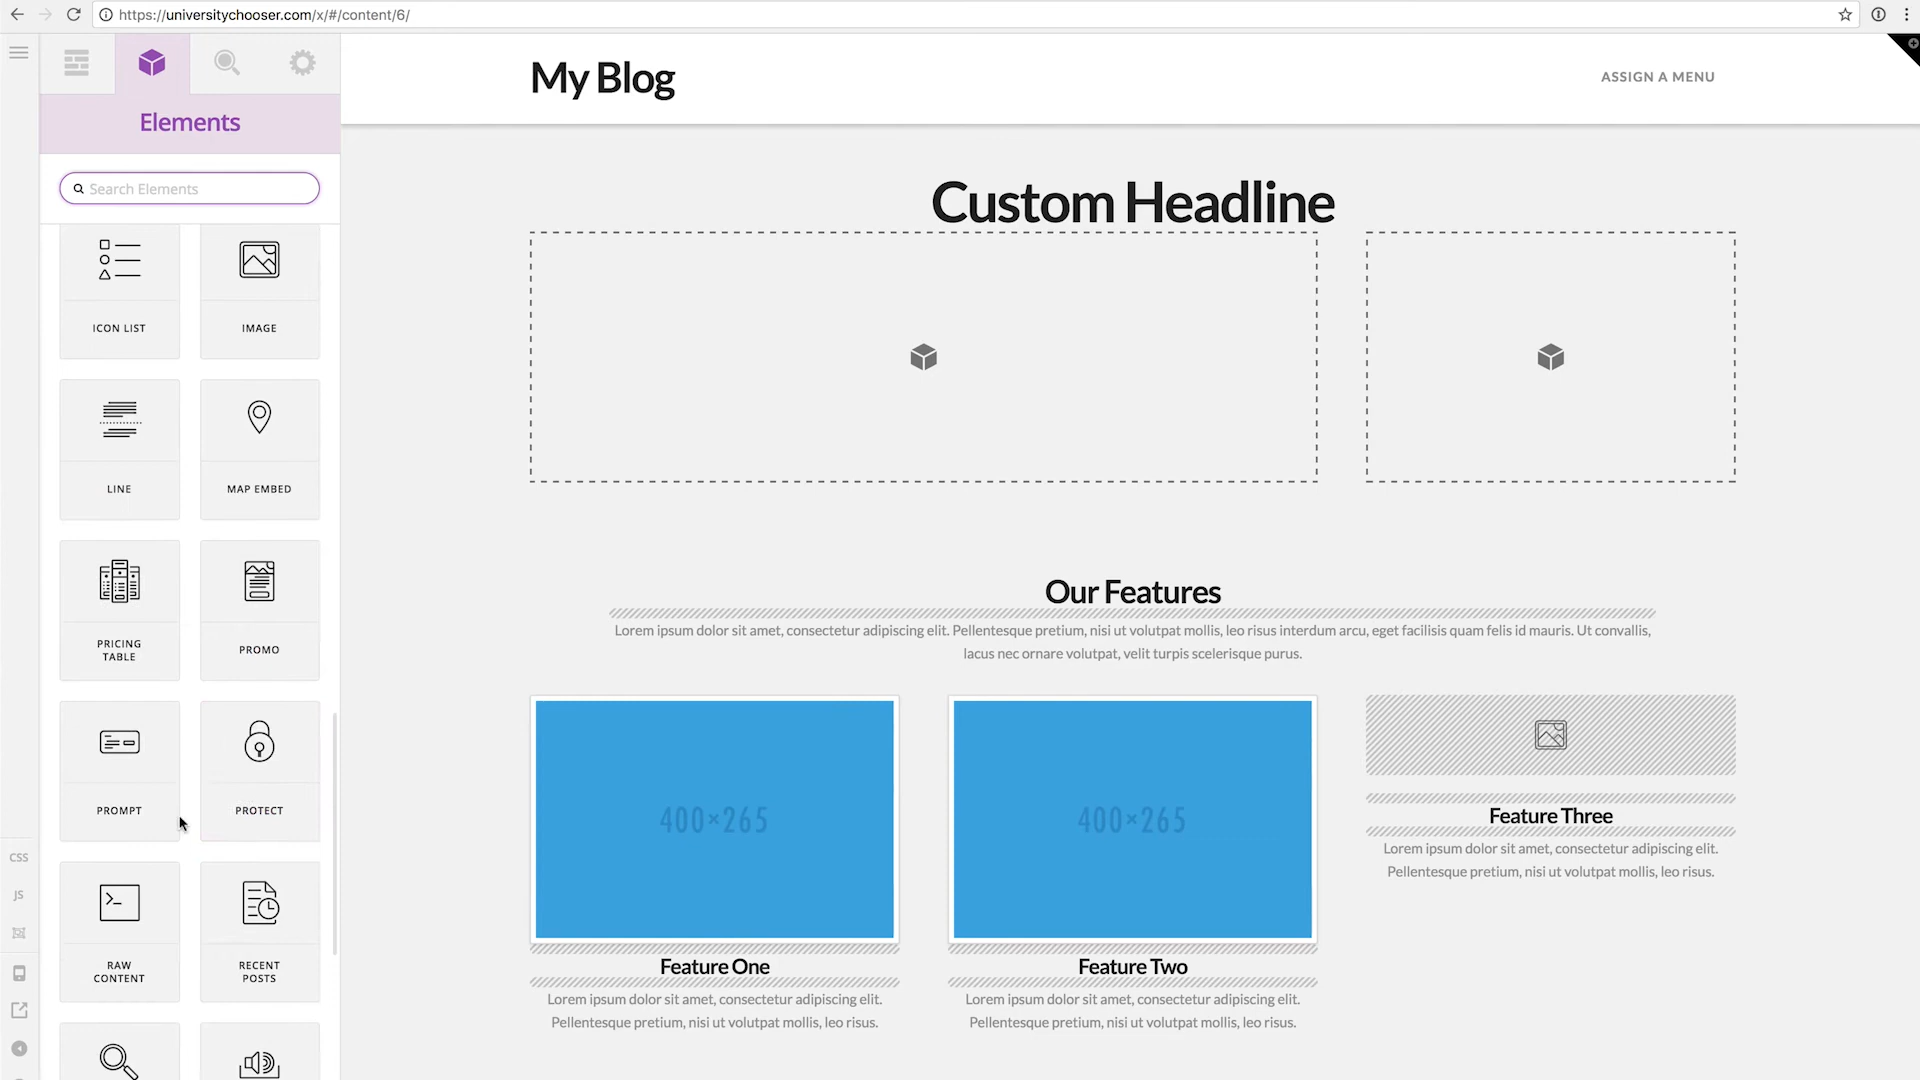 https://universitychooser.com/x/#/content/6/
Elements
Search Elements
ICON LIST
IMAGE
LINE
MAP EMBED
PRICING
TABLE
PROMO
PROMPT
PROTECT
RAW
CONTENT
RECENT
POSTS
CSS
JS
My Blog
ASSIGN A MENU
Custom Headline
Our Features
Lorem ipsum dolor sit amet, consectetur adipiscing elit. Pellentesque pretium, nisi ut volutpat mollis, leo risus interdum arcu, eget facilisis quam felis id mauris. Ut convallis,
lacus nec ornare volutpat, velit turpis scelerisque purus.
400×265
Feature One
Lorem ipsum dolor sit amet, consectetur adipiscing elit.
Pellentesque pretium, nisi ut volutpat mollis, leo risus.
400×265
Feature Two
Lorem ipsum dolor sit amet, consectetur adipiscing elit.
Pellentesque pretium, nisi ut volutpat mollis, leo risus.
Feature Three
Lorem ipsum dolor sit amet, consectetur adipiscing elit.
Pellentesque pretium, nisi ut volutpat mollis, leo risus.